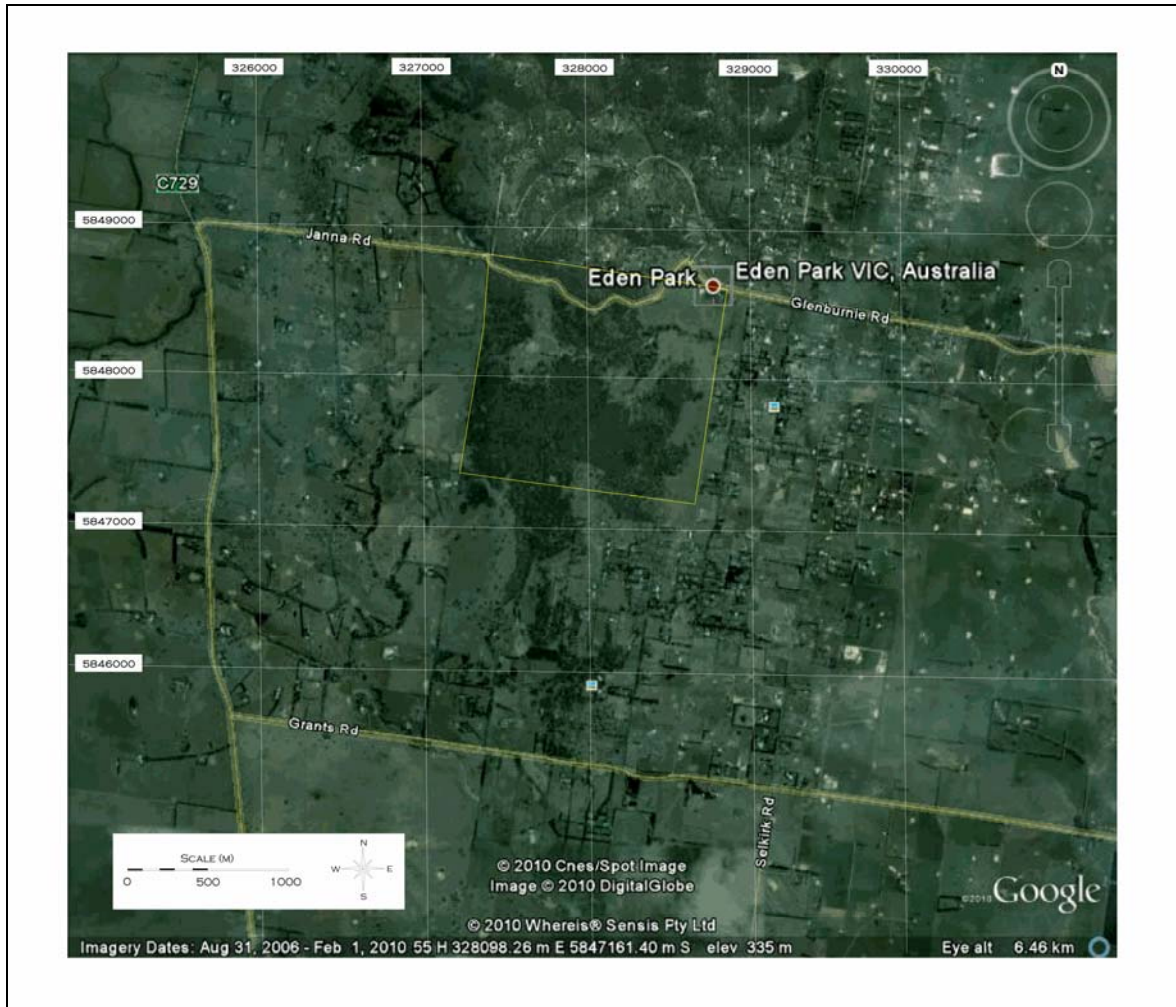 326000 327000 328000 329000 330000
N
C729
5849000
Janna Rd
Eden Park
Eden Park VIC, Australia
Glenburnie Rd
5848000
5847000
5846000
Grants Rd
Selkirk Rd
SCALE (M)
0 500 1000
N
W E
S
© 2010 Cnes/Spot Image
Image © 2010 DigitalGlobe
©2010 Google
© 2010 Whereis® Sensis Pty Ltd
Imagery Dates: Aug 31, 2006 - Feb 1, 2010 55 H 328098.26 m E 5847161.40 m S elev 335 m Eye alt 6.46 km